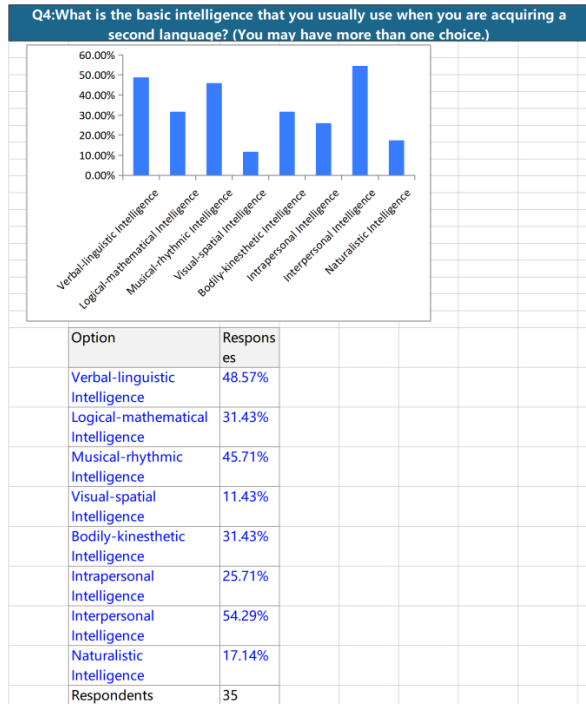 Q4:What is the basic intelligence that you usually use when you are acquiring a
second language? (You may have more than one choice.)
60.00%
50.00%
40.00%
30.00%
20.00%
10.00%
0.00%
Verbal-linguistic Intelligence
Logical-mathematical Intelligence
Musical-rhythmic Intelligence
Visual-spatial Intelligence
Bodily-kinesthetic Intelligence
Intrapersonal Intelligence
Interpersonal Intelligence
Naturalistic Intelligence
Option Respons
es
Verbal-linguistic 48.57%
Intelligence
Logical-mathematical 31.43%
Intelligence
Musical-rhythmic 45.71%
Intelligence
Visual-spatial 11.43%
Intelligence
Bodily-kinesthetic 31.43%
Intelligence
Intrapersonal 25.71%
Intelligence
Interpersonal 54.29%
Intelligence
Naturalistic 17.14%
Intelligence
Respondents 35